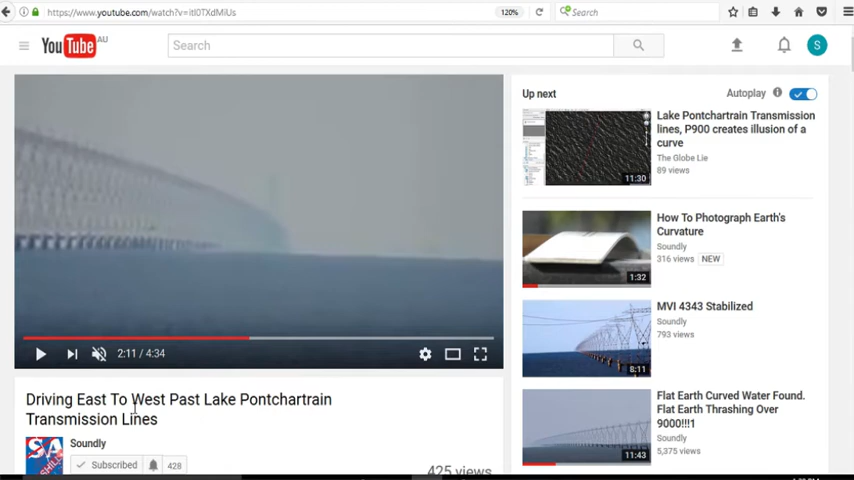 https://www.youtube.com/watch?v=itI0TXdMiUs
120%
Search
YouTube AU
Search
S
Up next
Autoplay
Lake Pontchartrain Transmission
lines, P900 creates illusion of a
curve
The Globe Lie
89 views
11:30
How To Photograph Earth's
Curvature
Soundly
316 views NEW
1:32
MVI 4343 Stabilized
Soundly
793 views
8:11
Flat Earth Curved Water Found.
Flat Earth Thrashing Over
9000!!!1
Soundly
5,375 views
11:43
2:11 / 4:34
Driving East To West Past Lake Pontchartrain
Transmission Lines
Soundly
Subscribed 428
425 views